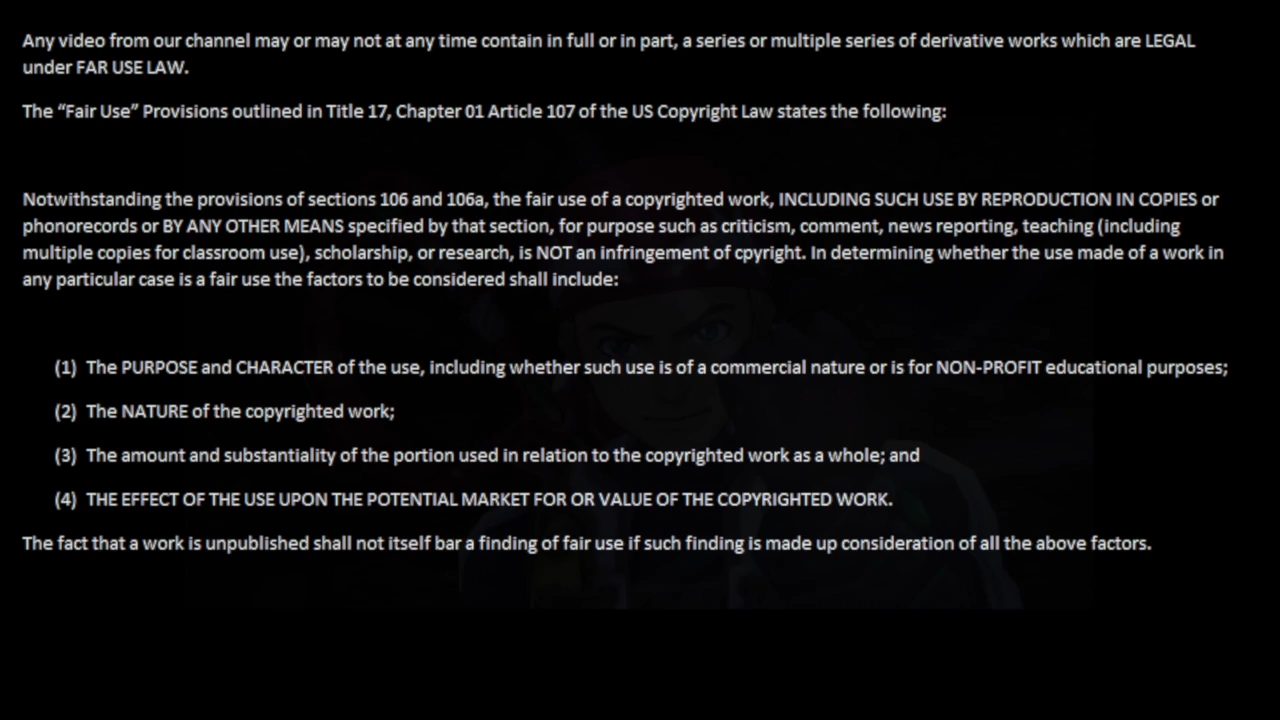 Any video from our channel may or may not at any time contain in full or in part, a series or multiple series of derivative works which are LEGAL
under FAR USE LAW.
The “Fair Use” Provisions outlined in Title 17, Chapter 01 Article 107 of the US Copyright Law states the following:
Notwithstanding the provisions of sections 106 and 106a, the fair use of a copyrighted work, INCLUDING SUCH USE BY REPRODUCTION IN COPIES or
phonorecords or BY ANY OTHER MEANS specified by that section, for purpose such as criticism, comment, news reporting, teaching (including
multiple copies for classroom use), scholarship, or research, is NOT an infringement of cpyright. In determining whether the use made of a work in
any particular case is a fair use the factors to be considered shall include:
(1) The PURPOSE and CHARACTER of the use, including whether such use is of a commercial nature or is for NON-PROFIT educational purposes;
(2) The NATURE of the copyrighted work;
(3) The amount and substantiality of the portion used in relation to the copyrighted work as a whole; and
(4) THE EFFECT OF THE USE UPON THE POTENTIAL MARKET FOR OR VALUE OF THE COPYRIGHTED WORK.
The fact that a work is unpublished shall not itself bar a finding of fair use if such finding is made up consideration of all the above factors.